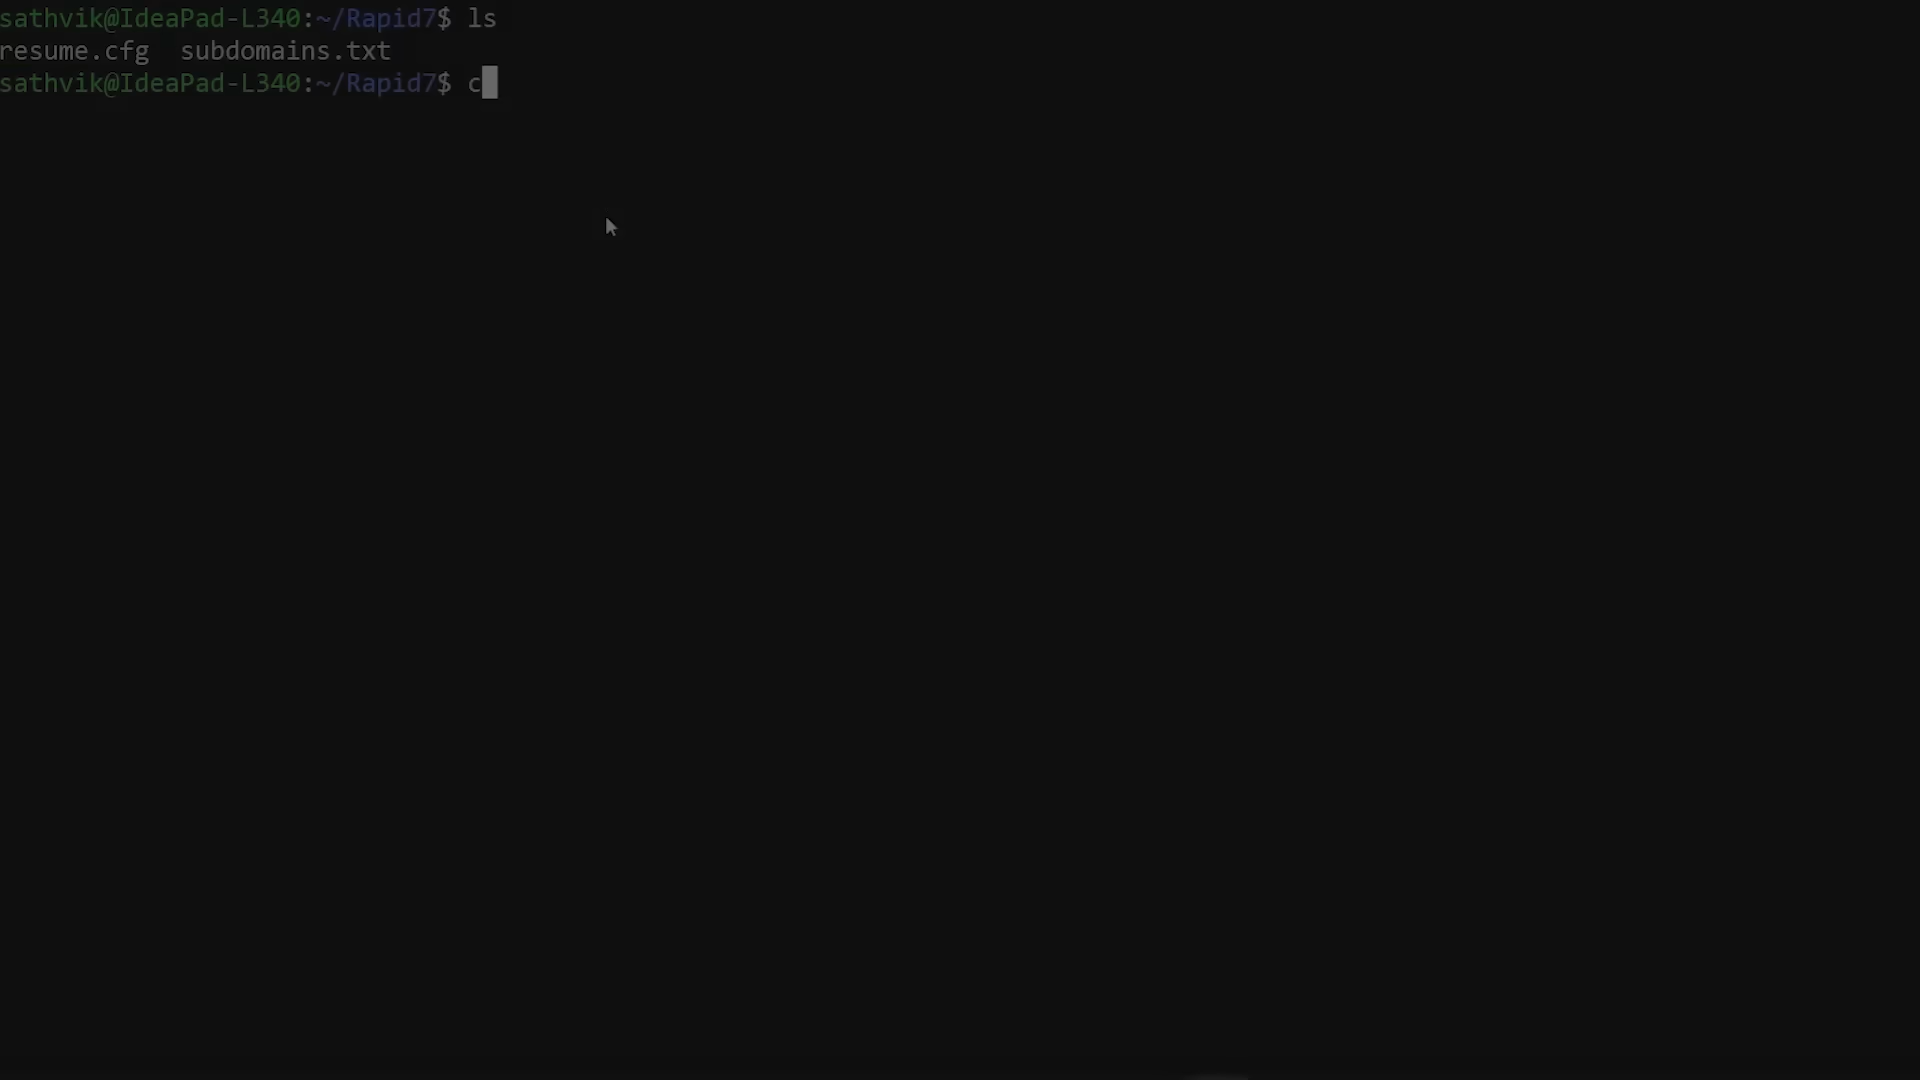 sathvik@IdeaPad-L340:~/Rapid7$ ls
resume.cfg  subdomains.txt
sathvik@IdeaPad-L340:~/Rapid7$ c